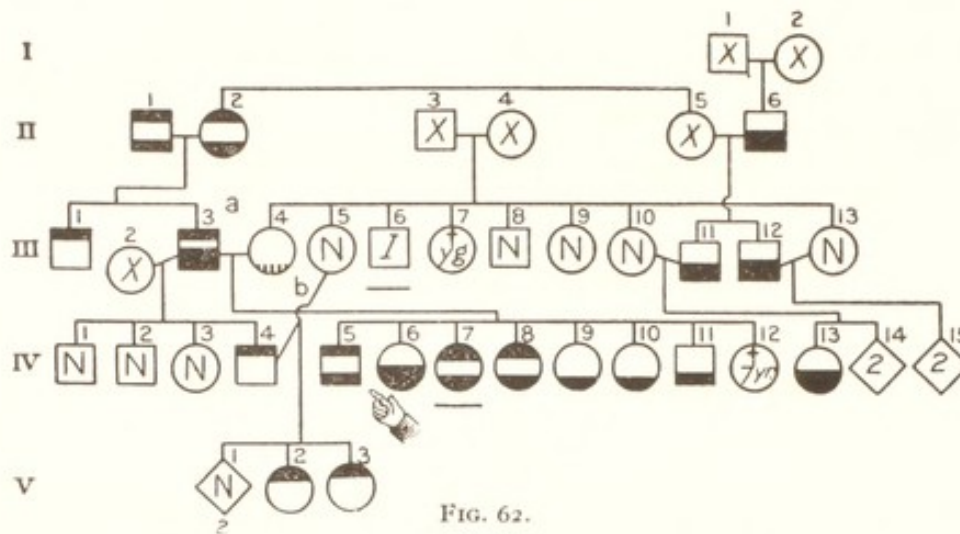 1 2
I X X
1 2 3 4 5 6
II X X X
a
1 2 3 4 5 6 7 8 9 10 11 12 13
III X N I yg N N N N
b
1 2 3 4 5 6 7 8 9 10 11 12 13 14 15
IV N N N 7yr 2 2
1 2 3
V N
2
FIG. 62.